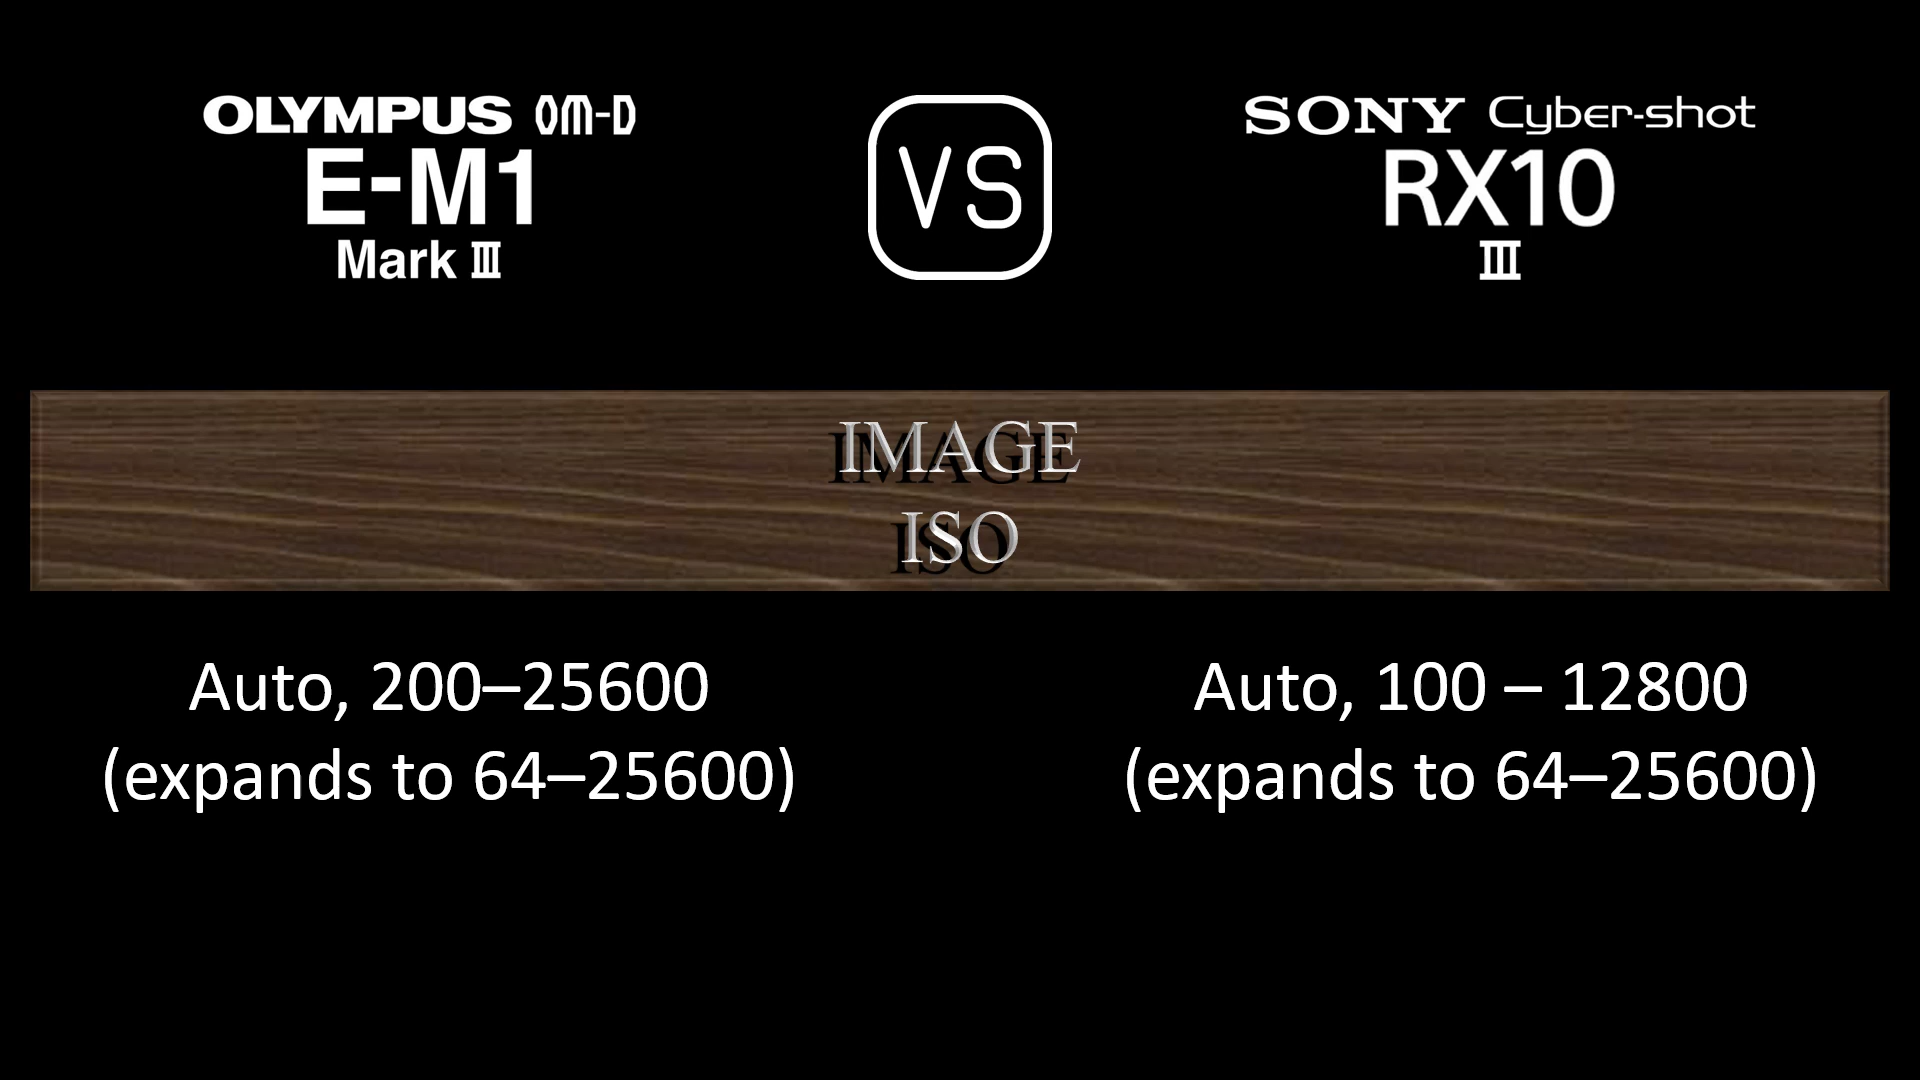 OLYMPUS OM-D
E-M1
Mark III
VS
SONY Cyber-shot
RX10
III
IMAGE
ISO
Auto, 200–25600
(expands to 64–25600)
Auto, 100 – 12800
(expands to 64–25600)